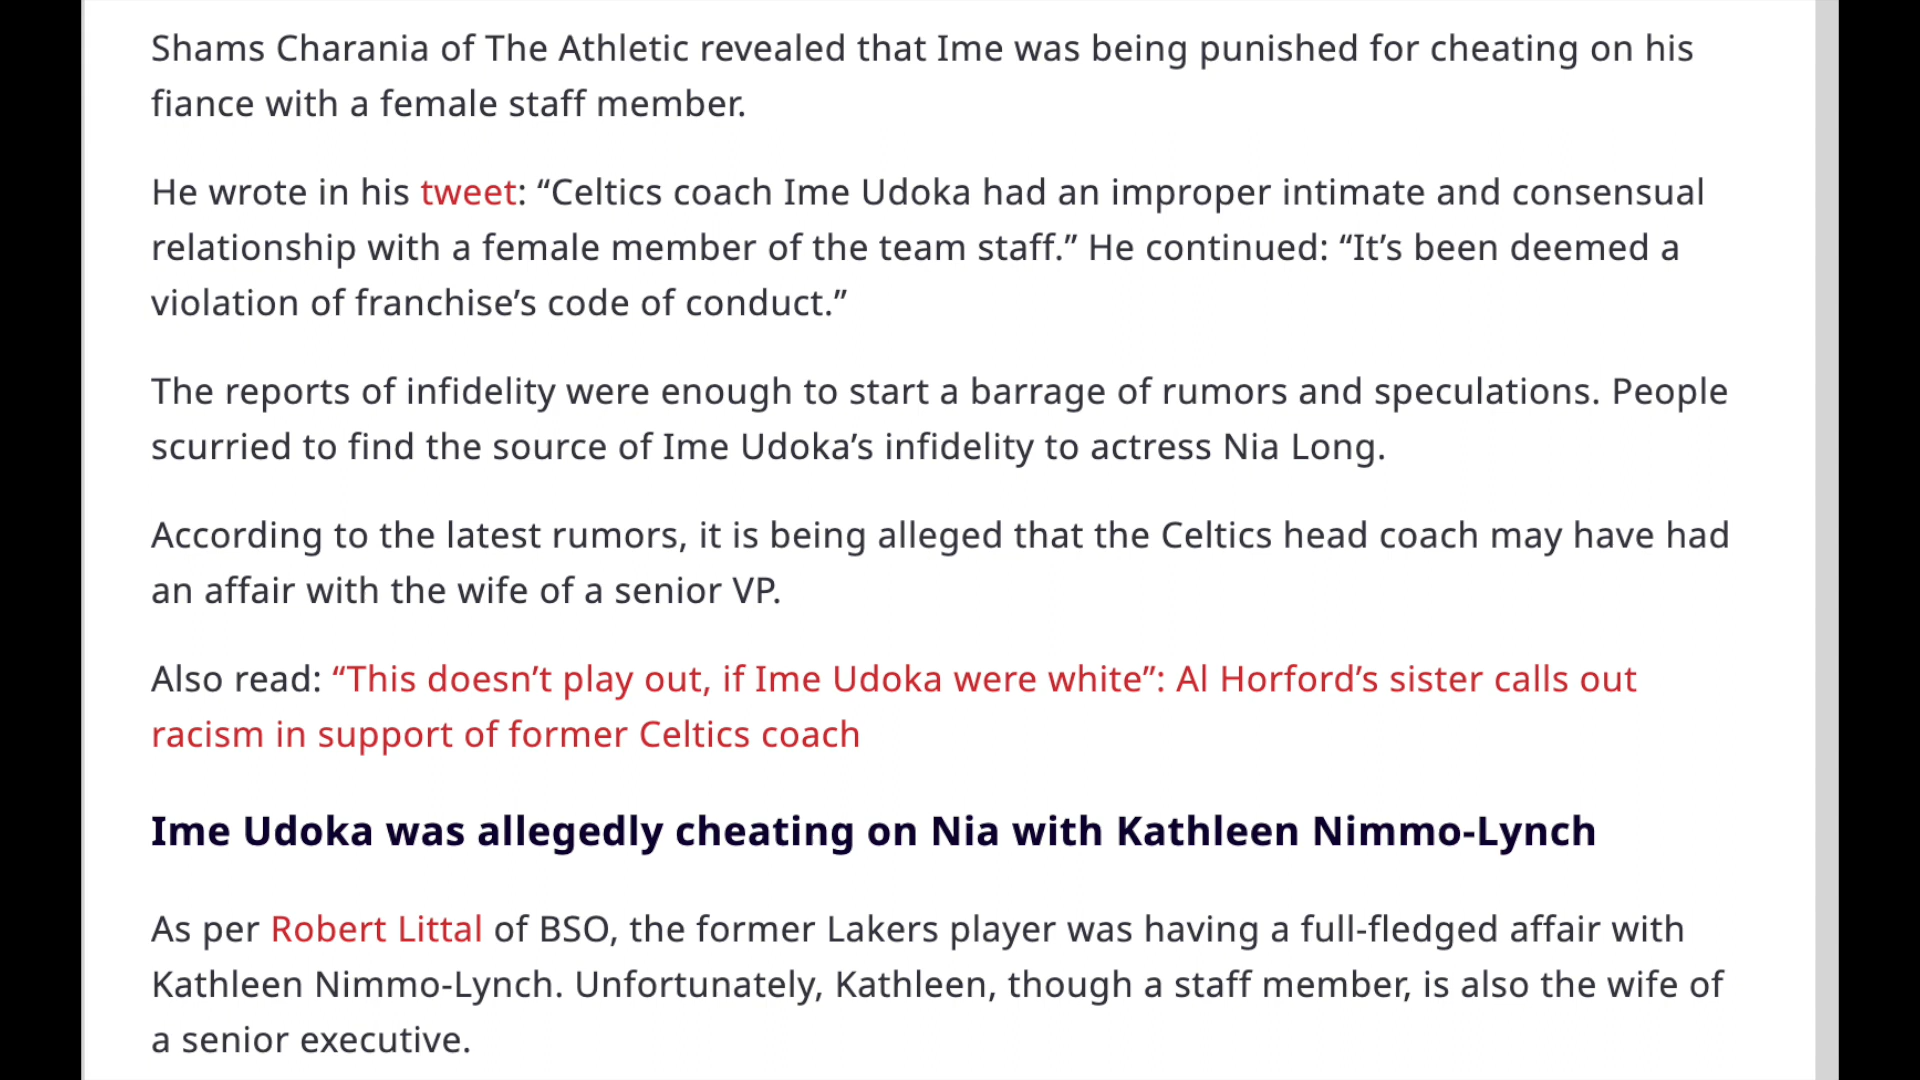 Shams Charania of The Athletic revealed that Ime was being punished for cheating on his
fiance with a female staff member.
He wrote in his tweet: “Celtics coach Ime Udoka had an improper intimate and consensual
relationship with a female member of the team staff.” He continued: “It’s been deemed a
violation of franchise’s code of conduct.”
The reports of infidelity were enough to start a barrage of rumors and speculations. People
scurried to find the source of Ime Udoka’s infidelity to actress Nia Long.
According to the latest rumors, it is being alleged that the Celtics head coach may have had
an affair with the wife of a senior VP.
Also read: “This doesn’t play out, if Ime Udoka were white”: Al Horford’s sister calls out
racism in support of former Celtics coach
Ime Udoka was allegedly cheating on Nia with Kathleen Nimmo-Lynch
As per Robert Littal of BSO, the former Lakers player was having a full-fledged affair with
Kathleen Nimmo-Lynch. Unfortunately, Kathleen, though a staff member, is also the wife of
a senior executive.